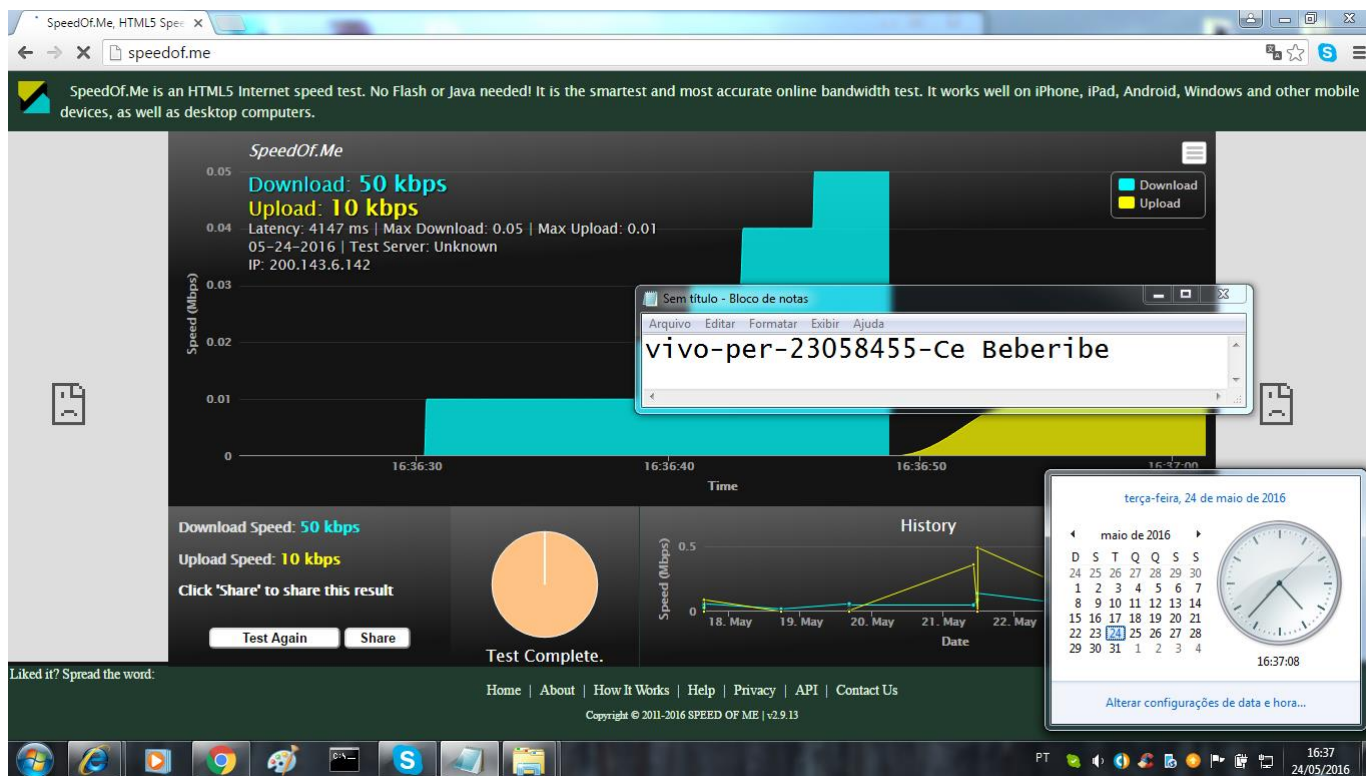 SpeedOf.Me, HTML5 Spee
speedof.me
SpeedOf.Me is an HTML5 Internet speed test. No Flash or Java needed! It is the smartest and most accurate online bandwidth test. It works well on iPhone, iPad, Android, Windows and other mobile
devices, as well as desktop computers.
SpeedOf.Me
Download: 50 kbps
Upload: 10 kbps
Latency: 4147 ms | Max Download: 0.05 | Max Upload: 0.01
05-24-2016 | Test Server: Unknown
IP: 200.143.6.142
Download
Upload
Speed (Mbps)
0.05
0.04
0.03
0.02
0.01
0
16:36:30 16:36:40 16:36:50 16:37:00
Time
Sem título - Bloco de notas
Arquivo Editar Formatar Exibir Ajuda
vivo-per-23058455-Ce Beberibe
Download Speed: 50 kbps
Upload Speed: 10 kbps
Click 'Share' to share this result
Test Again Share
Test Complete.
History
Speed (Mbps)
0.5
0
18. May 19. May 20. May 21. May 22. May
Date
terça-feira, 24 de maio de 2016
maio de 2016
D S T Q Q S S
24 25 26 27 28 29 30
1 2 3 4 5 6 7
8 9 10 11 12 13 14
15 16 17 18 19 20 21
22 23 24 25 26 27 28
29 30 31 1 2 3 4
16:37:08
Alterar configurações de data e hora...
Liked it? Spread the word:
Home | About | How It Works | Help | Privacy | API | Contact Us
Copyright © 2011-2016 SPEED OF ME | v2.9.13
PT
16:37
24/05/2016